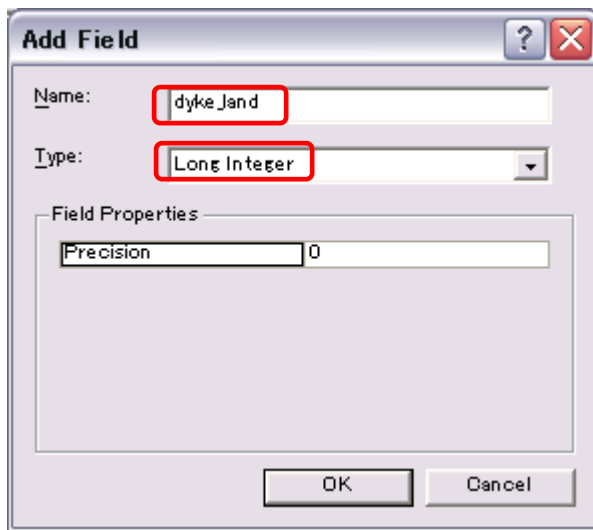 Add Field
?
Name:
dyke_land
Type:
Long Integer
Field Properties
Precision 0
OK Cancel